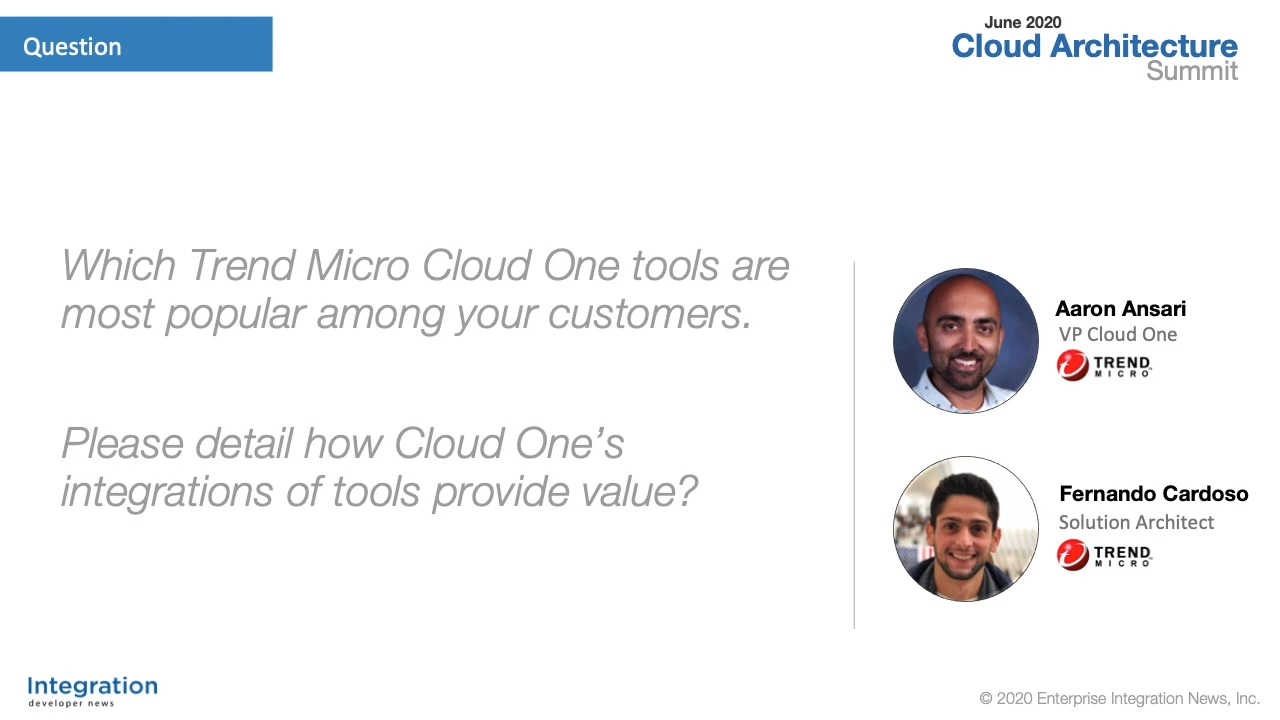 Question
June 2020
Cloud Architecture
Summit
Which Trend Micro Cloud One tools are
most popular among your customers.
Please detail how Cloud One’s
integrations of tools provide value?
Aaron Ansari
VP Cloud One
TREND
MICRO
Fernando Cardoso
Solution Architect
TREND
MICRO
Integration
developer news
© 2020 Enterprise Integration News, Inc.